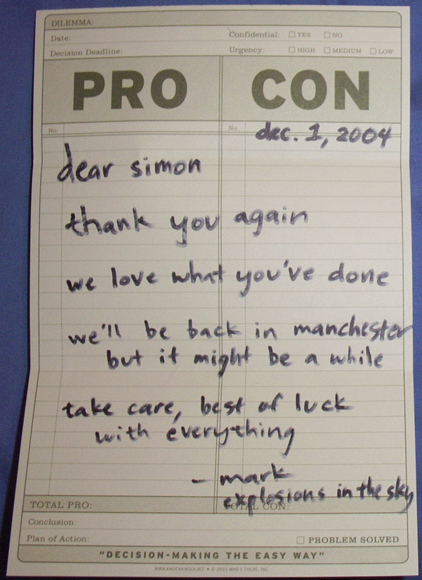 DILEMMA:
Date:
Confidential: ☐ YES ☐ NO
Decision Deadline:
Urgency: ☐ HIGH ☐ MEDIUM ☐ LOW
PRO CON
No. No.
dec. 1, 2004
dear simon
thank you again
we love what you've done
we'll be back in manchester
but it might be a while
take care, best of luck
with everything
- mark
explosions in the sky
TOTAL PRO: TOTAL CON:
Conclusion:
Plan of Action: ☐ PROBLEM SOLVED
"DECISION-MAKING THE EASY WAY"